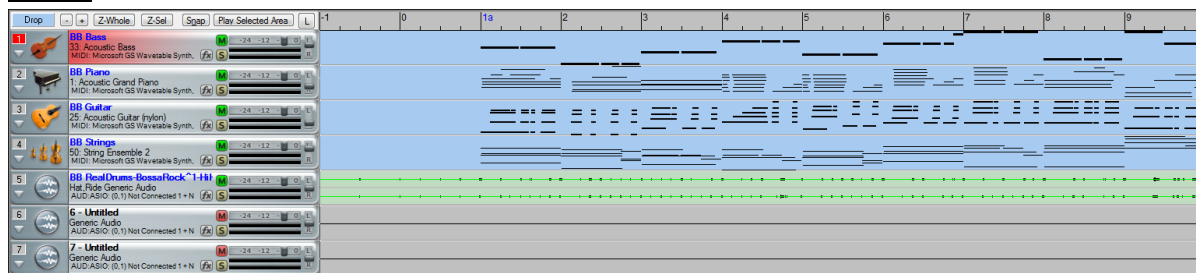 Drop - + Z-Whole Z-Sel Snap Play Selected Area L -1 0 1a 2 3 4 5 6 7 8 9
1 BB Bass M -24 -12 0 L
33: Acoustic Bass
MIDI: Microsoft GS Wavetable Synth, fx S R
2 BB Piano M -24 -12 0 L
1: Acoustic Grand Piano
MIDI: Microsoft GS Wavetable Synth, fx S R
3 BB Guitar M -24 -12 0 L
25: Acoustic Guitar (nylon)
MIDI: Microsoft GS Wavetable Synth, fx S R
4 BB Strings M -24 -12 0 L
50: String Ensemble 2
MIDI: Microsoft GS Wavetable Synth, fx S R
5 BB RealDrums-BossaRock^1-Hi M -24 -12 0 L
Hat,Ride Generic Audio
AUD:ASIO: (0,1) Not Connected 1 + N fx S R
6 6 - Untitled M -24 -12 0 L
Generic Audio
AUD:ASIO: (0,1) Not Connected 1 + N fx S R
7 7 - Untitled M -24 -12 0 L
Generic Audio
AUD:ASIO: (0,1) Not Connected 1 + N fx S R